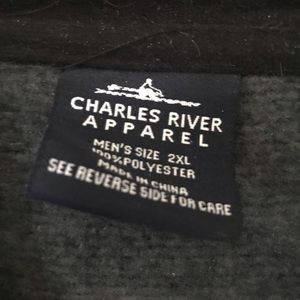 CHARLES RIVER
APPAREL
MEN'S SIZE 2XL
100% POLYESTER
MADE IN CHINA
SEE REVERSE SIDE FOR CARE